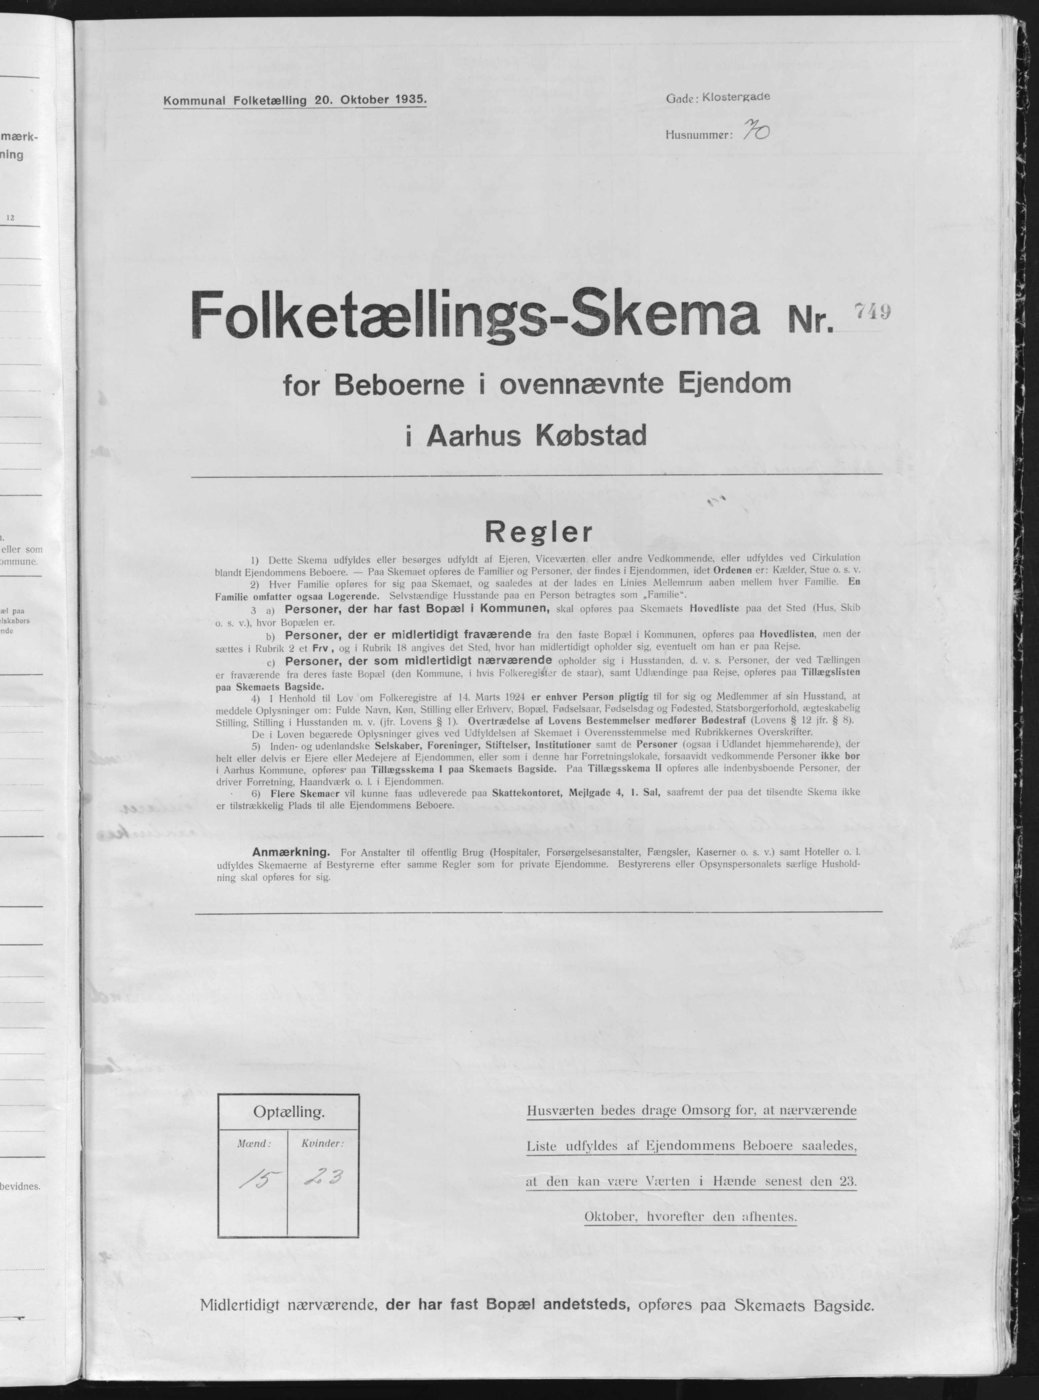 mærk-
ning
12
eller som
ommune.
æl paa
elskabers
nde
bevidnes.
Kommunal Folketælling 20. Oktober 1935.
Gade: Klostergade
Husnummer: 70
Folketællings-Skema Nr. 749
for Beboerne i ovennævnte Ejendom
i Aarhus Købstad
Regler
1) Dette Skema udfyldes eller besørges udfyldt af Ejeren, Viceværten eller andre Vedkommende, eller udfyldes ved Cirkulation
blandt Ejendommens Beboere. — Paa Skemaet opføres de Familier og Personer, der findes i Ejendommen, idet Ordenen er: Kælder, Stue o. s. v.
2) Hver Familie opføres for sig paa Skemaet, og saaledes at der lades en Linies Mellemrum aaben mellem hver Familie. En
Familie omfatter ogsaa Logerende. Selvstændige Husstande paa en Person betragtes som „Familie".
3 a) Personer, der har fast Bopæl i Kommunen, skal opføres paa Skemaets Hovedliste paa det Sted (Hus, Skib
o. s. v.), hvor Bopælen er.
b) Personer, der er midlertidigt fraværende fra den faste Bopæl i Kommunen, opføres paa Hovedlisten, men der
sættes i Rubrik 2 et Frv., og i Rubrik 18 angives det Sted, hvor han midlertidigt opholder sig, eventuelt om han er paa Rejse.
c) Personer, der som midlertidigt nærværende opholder sig i Husstanden, d. v. s. Personer, der ved Tællingen
er fraværende fra deres faste Bopæl (den Kommune, i hvis Folkeregister de staar), samt Udlændinge paa Rejse, opføres paa Tillægslisten
paa Skemaets Bagside.
4) I Henhold til Lov om Folkeregistre af 14. Marts 1924 er enhver Person pligtig til for sig og Medlemmer af sin Husstand, at
meddele Oplysninger om: Fulde Navn, Køn, Stilling eller Erhverv, Bopæl, Fødselsaar, Fødselsdag og Fødested, Statsborgerforhold, ægteskabelig
Stilling, Stilling i Husstanden m. v. (jfr. Lovens § 1). Overtrædelse af Lovens Bestemmelser medfører Bødestraf (Lovens § 12 jfr. § 8).
De i Loven begærede Oplysninger gives ved Udfyldelsen af Skemaet i Overensstemmelse med Rubrikkernes Overskrifter.
5) Inden- og udenlandske Selskaber, Foreninger, Stiftelser, Institutioner samt de Personer (ogsaa i Udlandet hjemmehørende), der
helt eller delvis er Ejere eller Medejere af Ejendommen, eller som i denne har Forretningslokale, forsaavidt vedkommende Personer ikke bor
i Aarhus Kommune, opføres paa Tillægsskema I paa Skemaets Bagside. Paa Tillægsskema II opføres alle indenbysboende Personer, der
driver Forretning, Haandværk o. l. i Ejendommen.
6) Flere Skemaer vil kunne faas udleverede paa Skattekontoret, Mejlgade 4, 1. Sal, saafremt der paa det tilsendte Skema ikke
er tilstrækkelig Plads til alle Ejendommens Beboere.
Anmærkning. For Anstalter til offentlig Brug (Hospitaler, Forsørgelsesanstalter, Fængsler, Kaserner o. s. v.) samt Hoteller o. l.
udfyldes Skemaerne af Bestyrerne efter samme Regler som for private Ejendomme. Bestyrerens eller Opsynspersonalets særlige Hushold-
ning skal opføres for sig.
Optælling.
Mænd: Kvinder:
15 23
Husværten bedes drage Omsorg for, at nærværende
Liste udfyldes af Ejendommens Beboere saaledes,
at den kan være Værten i Hænde senest den 23.
Oktober, hvorefter den afhentes.
Midlertidigt nærværende, der har fast Bopæl andetsteds, opføres paa Skemaets Bagside.